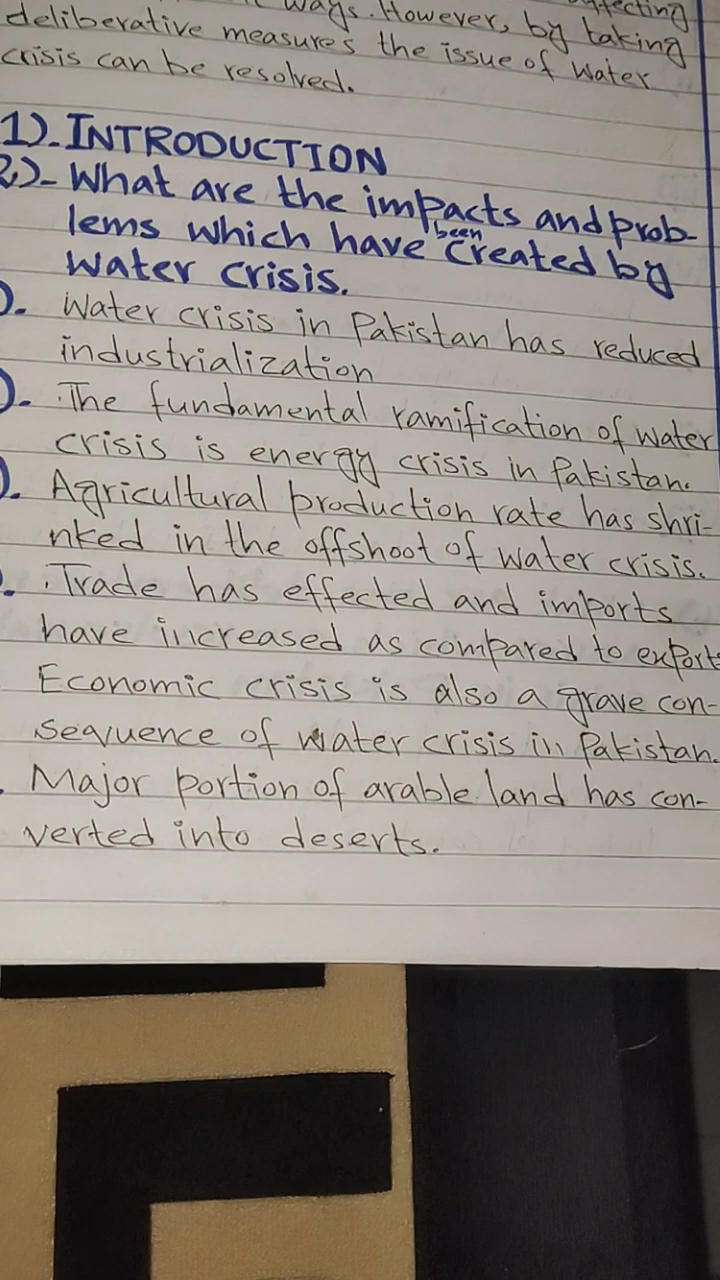 ways. However, by taking
deliberative measures the issue of water
crisis can be resolved.
1). INTRODUCTION
2)- What are the impacts and prob-
lems which have been created by
water crisis.
Water crisis in Pakistan has reduced
industrialization
The fundamental ramification of water
crisis is energy crisis in Pakistan.
Agricultural production rate has shri-
nked in the offshoot of water crisis.
Trade has effected and imports
have increased as compared to exports
Economic crisis is also a grave con-
sequence of water crisis in Pakistan.
Major portion of arable land has con-
verted into deserts.